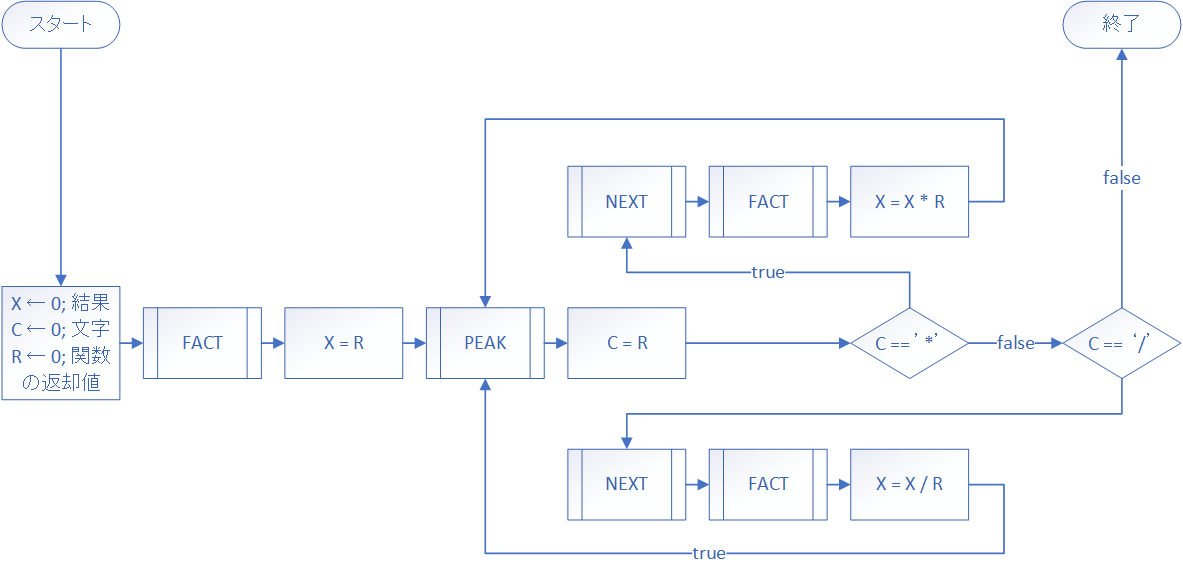 スタート
終了
false
NEXT
FACT
X = X * R
true
X ← 0; 結果
C ← 0; 文字
R ← 0; 関数
の返却値
FACT
X = R
PEAK
C = R
C == ’ *’
false
C == ‘/’
NEXT
FACT
X = X / R
true